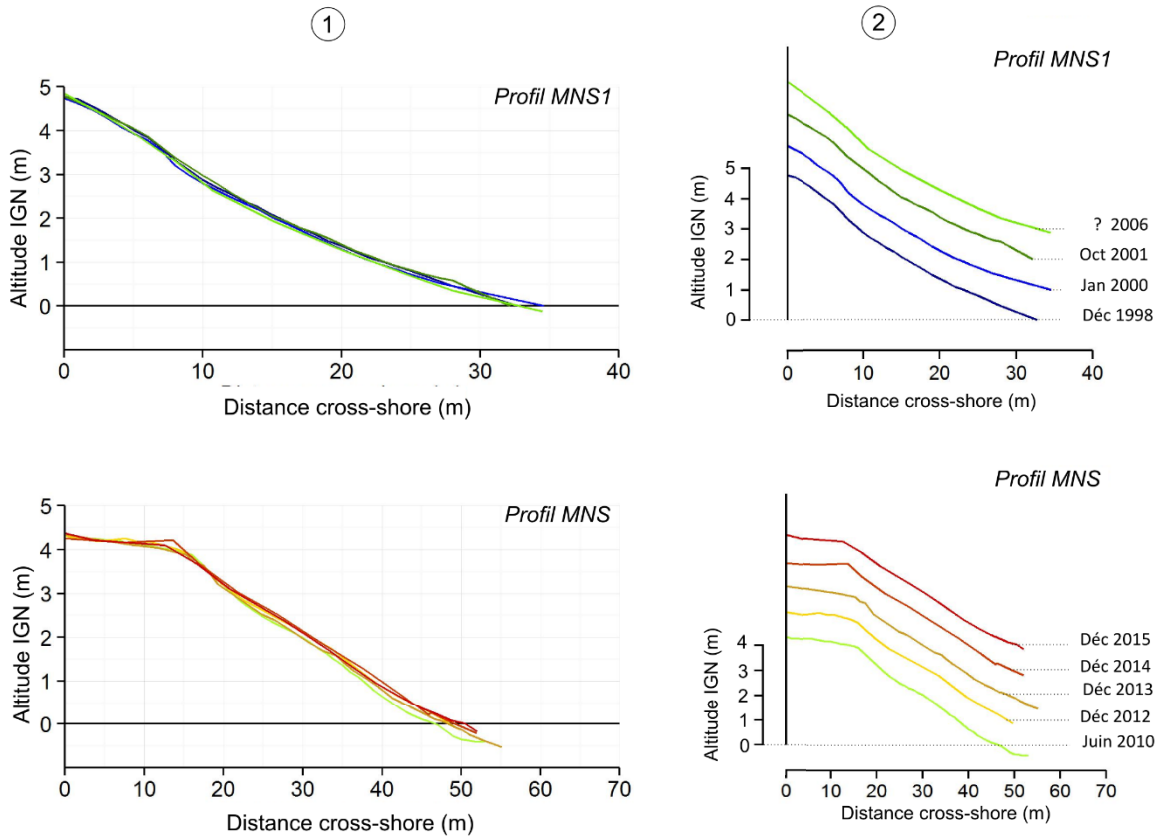 1
2
Profil MNS1
5
4
3
2
1
0
Altitude IGN (m)
0 10 20 30 40
Distance cross-shore (m)
Profil MNS1
5
4
3
2
1
0
Altitude IGN (m)
? 2006
Oct 2001
Jan 2000
Déc 1998
0 10 20 30 40
Distance cross-shore (m)
Profil MNS
5
4
3
2
1
0
Altitude IGN (m)
0 10 20 30 40 50 60 70
Distance cross-shore (m)
Profil MNS
4
3
2
1
0
Altitude IGN (m)
Déc 2015
Déc 2014
Déc 2013
Déc 2012
Juin 2010
0 10 20 30 40 50 60 70
Distance cross-shore (m)